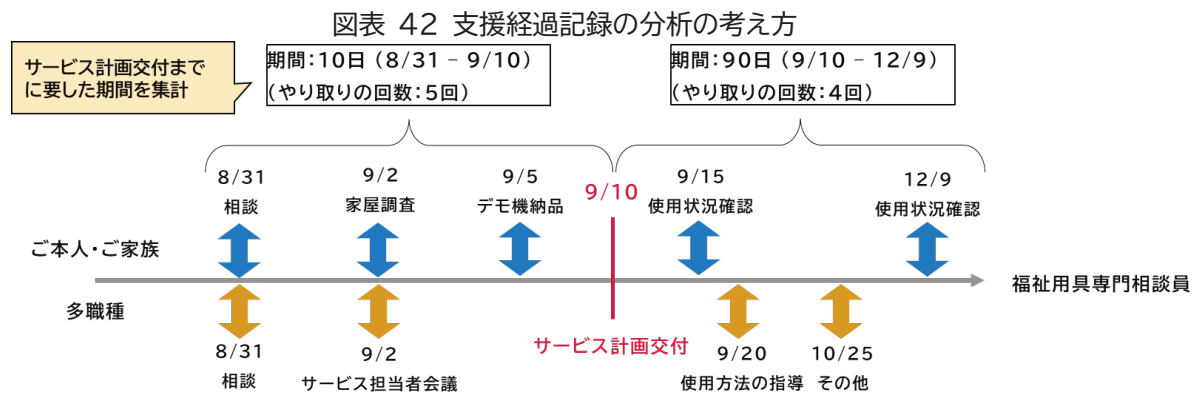 図表 42 支援経過記録の分析の考え方
サービス計画交付まで
に要した期間を集計
期間：10日（8/31 – 9/10）
（やり取りの回数：5回）
期間：90日（9/10 – 12/9）
（やり取りの回数：4回）
8/31
相談
9/2
家屋調査
9/5
デモ機納品
9/10
9/15
使用状況確認
12/9
使用状況確認
ご本人・ご家族
福祉用具専門相談員
多職種
8/31
相談
9/2
サービス担当者会議
サービス計画交付
9/20
使用方法の指導
10/25
その他